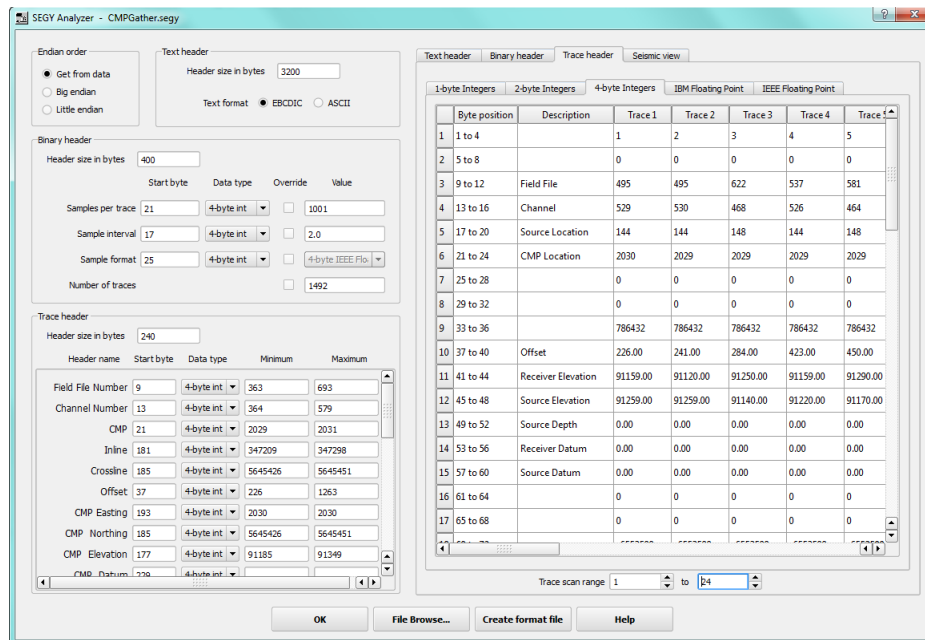 SEGY Analyzer - CMPGather.segy
Endian order
Get from data
Big endian
Little endian
Text header
Header size in bytes 3200
Text format EBCDIC ASCII
Binary header
Header size in bytes 400
Start byte Data type Override Value
Samples per trace 21 4-byte int 1001
Sample interval 17 4-byte int 2.0
Sample format 25 4-byte int 4-byte IEEE Flo
Number of traces 1492
Trace header
Header size in bytes 240
Header name Start byte Data type Minimum Maximum
Field File Number 9 4-byte int 363 693
Channel Number 13 4-byte int 364 579
CMP 21 4-byte int 2029 2031
Inline 181 4-byte int 347209 347298
Crossline 185 4-byte int 5645426 5645451
Offset 37 4-byte int 226 1263
CMP Easting 193 4-byte int 2030 2030
CMP Northing 185 4-byte int 5645426 5645451
CMP Elevation 177 4-byte int 91185 91349
CMP Datum 229 4-byte int
Text header Binary header Trace header Seismic view
1-byte Integers 2-byte Integers 4-byte Integers IBM Floating Point IEEE Floating Point
Byte position Description Trace 1 Trace 2 Trace 3 Trace 4 Trace 5
1 1 to 4 1 2 3 4 5
2 5 to 8 0 0 0 0 0
3 9 to 12 Field File 495 495 622 537 581
4 13 to 16 Channel 529 530 468 526 464
5 17 to 20 Source Location 144 144 148 144 148
6 21 to 24 CMP Location 2030 2029 2029 2029 2029
7 25 to 28 0 0 0 0 0
8 29 to 32 0 0 0 0 0
9 33 to 36 786432 786432 786432 786432 786432
10 37 to 40 Offset 226.00 241.00 284.00 423.00 450.00
11 41 to 44 Receiver Elevation 91159.00 91120.00 91250.00 91159.00 91290.00
12 45 to 48 Source Elevation 91259.00 91259.00 91140.00 91220.00 91170.00
13 49 to 52 Source Depth 0.00 0.00 0.00 0.00 0.00
14 53 to 56 Receiver Datum 0.00 0.00 0.00 0.00 0.00
15 57 to 60 Source Datum 0.00 0.00 0.00 0.00 0.00
16 61 to 64 0 0 0 0 0
17 65 to 68 0 0 0 0 0
Trace scan range 1 to 24
OK File Browse... Create format file Help